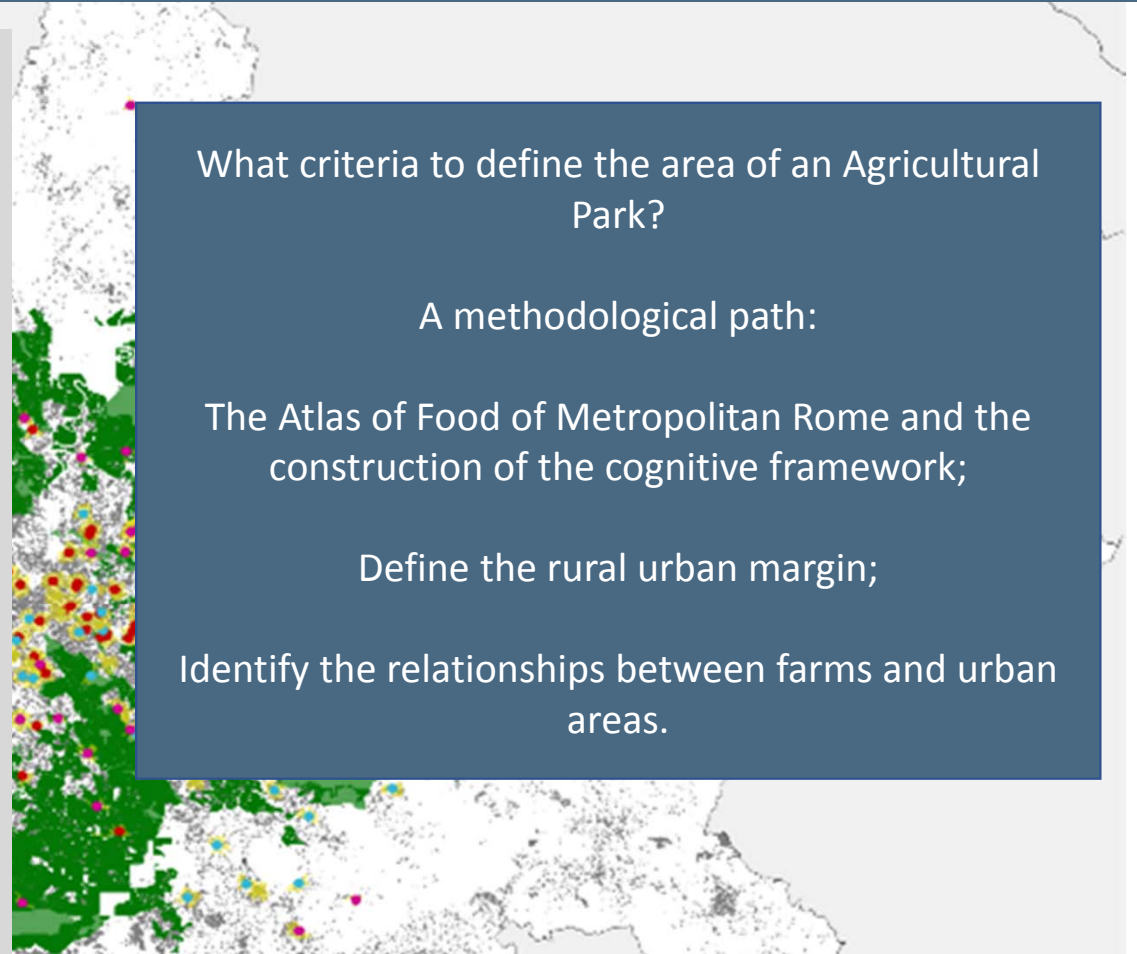 What criteria to define the area of an Agricultural
Park?
A methodological path:
The Atlas of Food of Metropolitan Rome and the
construction of the cognitive framework;
Define the rural urban margin;
Identify the relationships between farms and urban
areas.